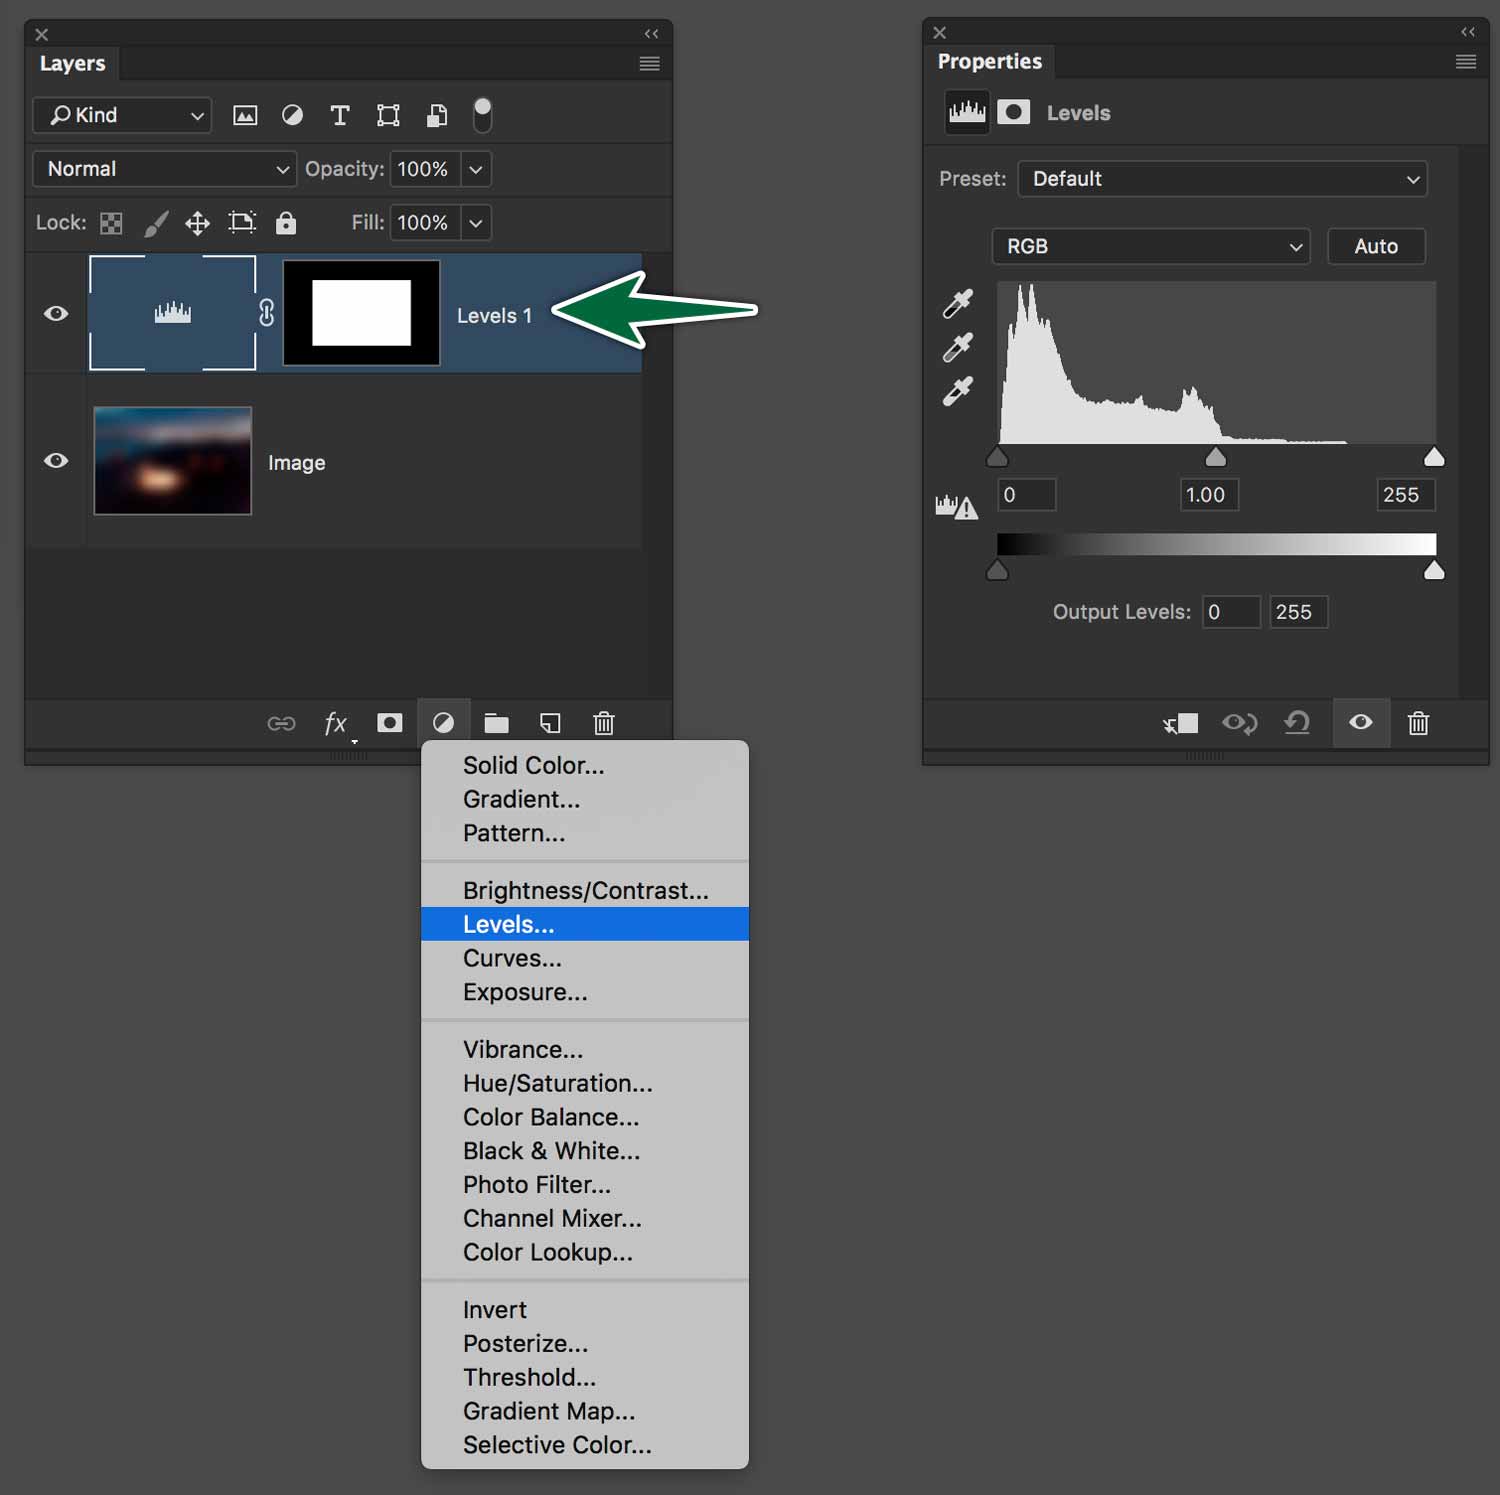 Layers
Kind
Normal Opacity: 100%
Lock: Fill: 100%
Levels 1
Image
fx
Solid Color...
Gradient...
Pattern...
Brightness/Contrast...
Levels...
Curves...
Exposure...
Vibrance...
Hue/Saturation...
Color Balance...
Black & White...
Photo Filter...
Channel Mixer...
Color Lookup...
Invert
Posterize...
Threshold...
Gradient Map...
Selective Color...
Properties
Levels
Preset: Default
RGB Auto
0 1.00 255
Output Levels: 0 255